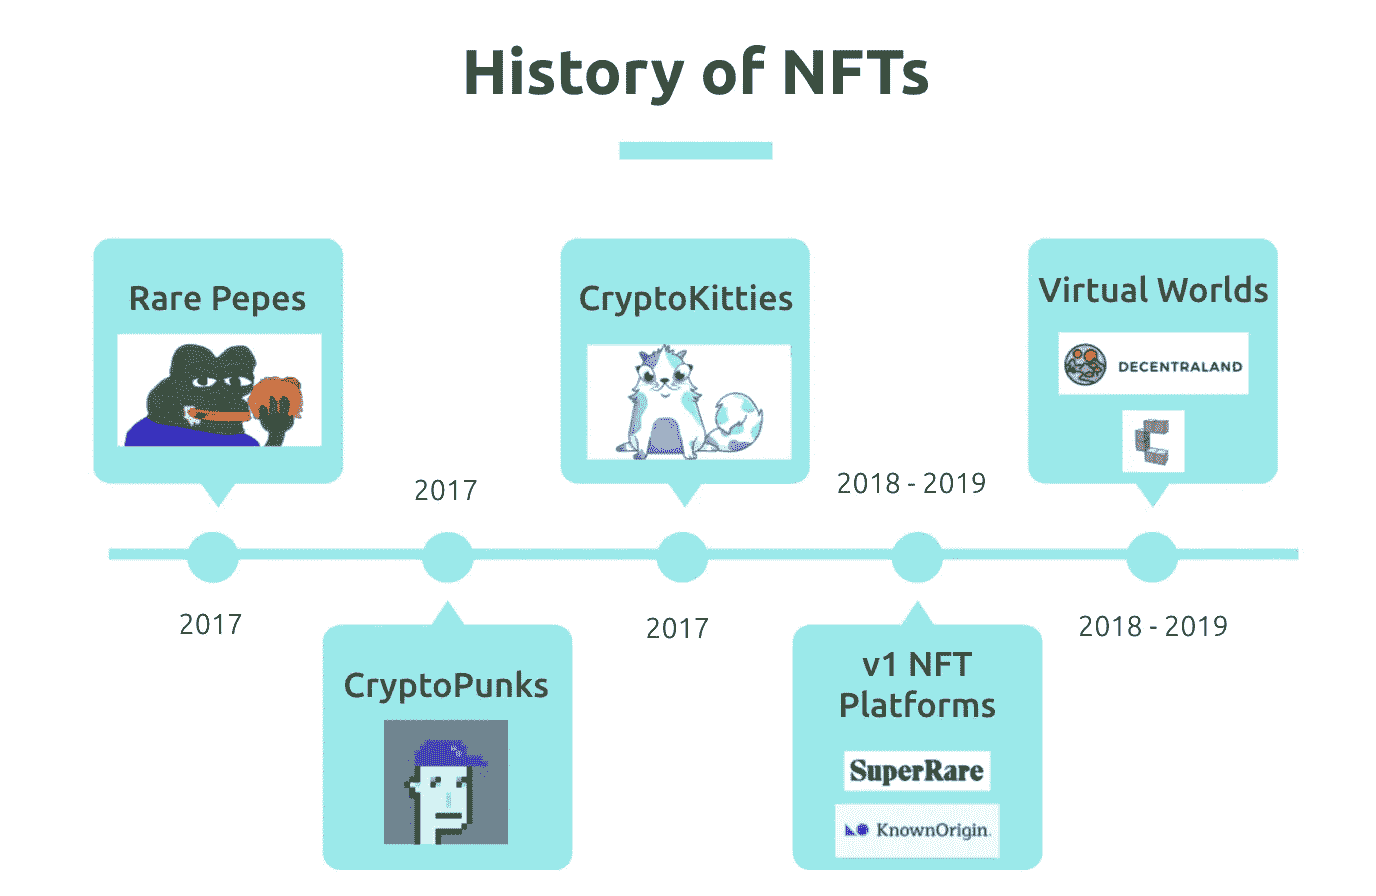 History of NFTs
Rare Pepes
2017
2017
CryptoPunks
CryptoKitties
2017
2018 - 2019
v1 NFT
Platforms
SuperRare
KnownOrigin.
Virtual Worlds
DECENTRALAND
2018 - 2019